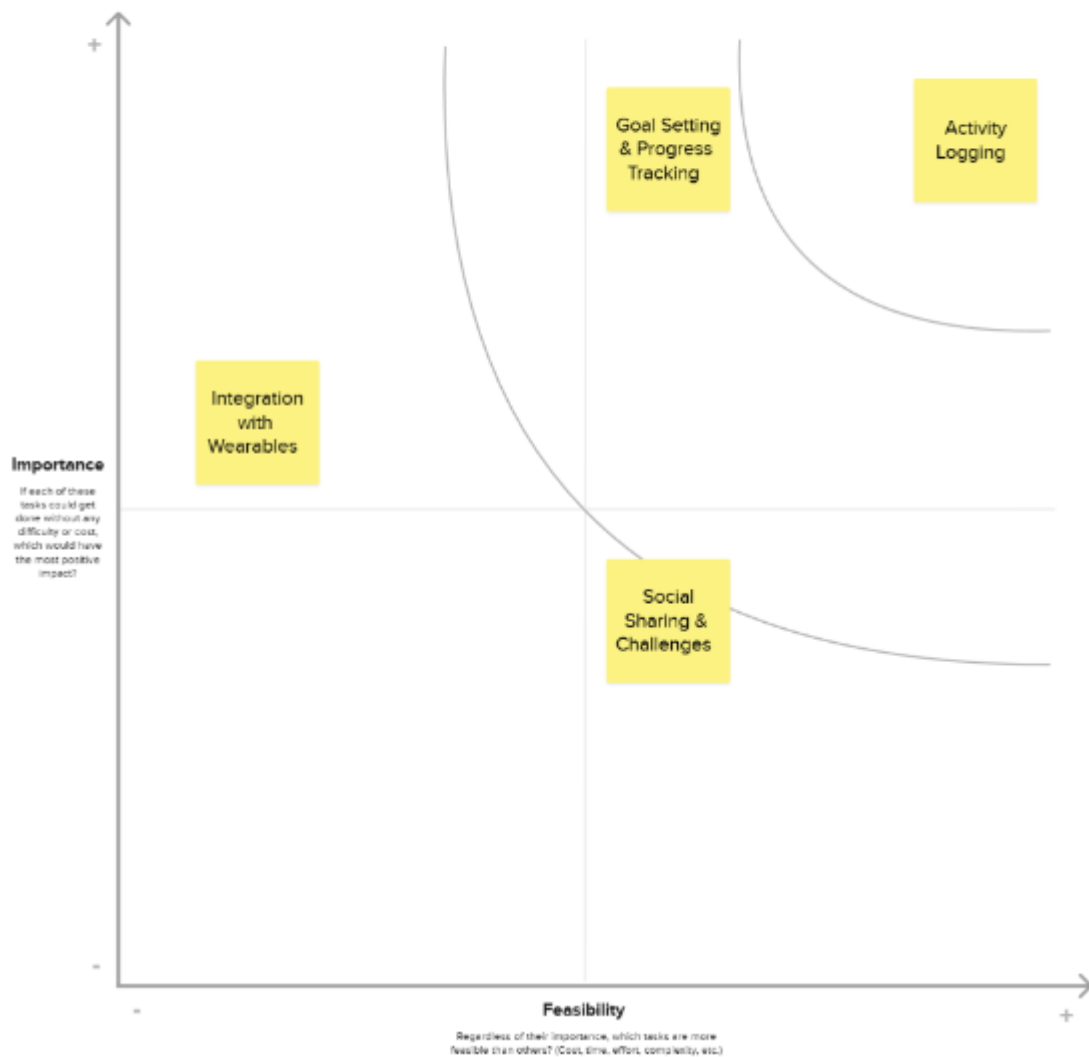 +
Goal Setting
& Progress
Tracking
Activity
Logging
Integration
with
Wearables
Importance
If each of these
tasks could get
done without any
difficulty or cost,
which would have
the most positive
impact?
Social
Sharing &
Challenges
-
-
Feasibility
+
Regardless of their importance, which tasks are more
feasible than others? (Cost, time, effort, complexity, etc.)